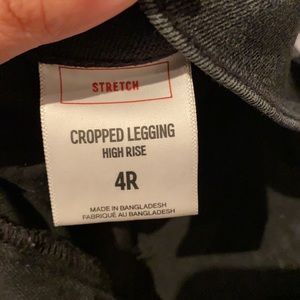 STRETCH
CROPPED LEGGING
HIGH RISE
4R
MADE IN BANGLADESH
FABRIQUÉ AU BANGLADESH